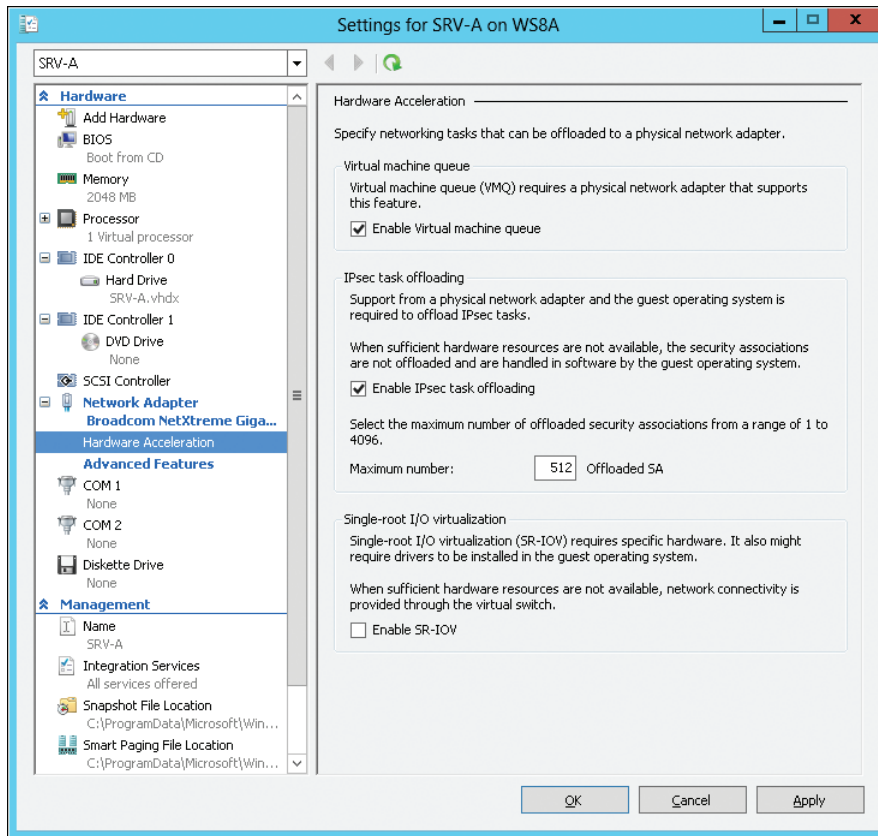 Settings for SRV-A on WS8A
SRV-A
Hardware
Add Hardware
BIOS
Boot from CD
Memory
2048 MB
Processor
1 Virtual processor
IDE Controller 0
Hard Drive
SRV-A.vhdx
IDE Controller 1
DVD Drive
None
SCSI Controller
Network Adapter
Broadcom NetXtreme Giga...
Hardware Acceleration
Advanced Features
COM 1
None
COM 2
None
Diskette Drive
None
Management
Name
SRV-A
Integration Services
All services offered
Snapshot File Location
C:\ProgramData\Microsoft\Win...
Smart Paging File Location
C:\ProgramData\Microsoft\Win...
Hardware Acceleration
Specify networking tasks that can be offloaded to a physical network adapter.
Virtual machine queue
Virtual machine queue (VMQ) requires a physical network adapter that supports
this feature.
Enable Virtual machine queue
IPsec task offloading
Support from a physical network adapter and the guest operating system is
required to offload IPsec tasks.
When sufficient hardware resources are not available, the security associations
are not offloaded and are handled in software by the guest operating system.
Enable IPsec task offloading
Select the maximum number of offloaded security associations from a range of 1 to
4096.
Maximum number: 512 Offloaded SA
Single-root I/O virtualization
Single-root I/O virtualization (SR-IOV) requires specific hardware. It also might
require drivers to be installed in the guest operating system.
When sufficient hardware resources are not available, network connectivity is
provided through the virtual switch.
Enable SR-IOV
OK Cancel Apply